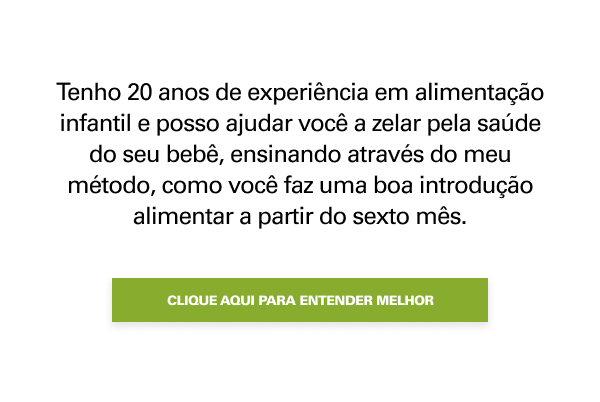 Tenho 20 anos de experiência em alimentação
infantil e posso ajudar você a zelar pela saúde
do seu bebê, ensinando através do meu
método, como você faz uma boa introdução
alimentar a partir do sexto mês.
CLIQUE AQUI PARA ENTENDER MELHOR